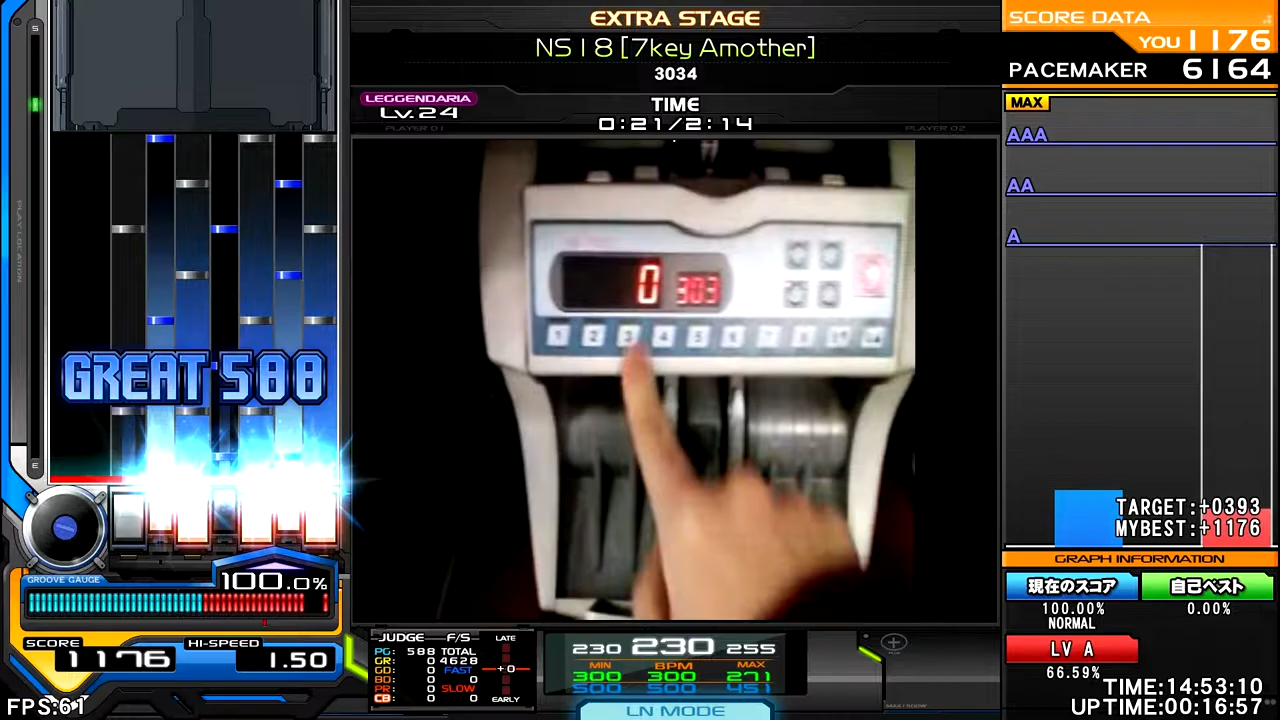 EXTRA STAGE
NS18 [7key Amother]
3034
LEGGENDARIA
Lv.24
TIME
0:21/2:14
PLAYER 01
PLAYER 02
SCORE DATA
YOU 1176
PACEMAKER 6164
MAX
AAA
AA
A
S
PLAY LOCATION
E
0 303
1 2 3 4 5
GREAT 588
TARGET:+0393
MYBEST:+1176
GRAPH INFORMATION
現在のスコア 自己ベスト
100.00% 0.00%
NORMAL
LV A
66.59%
TIME:14:53:10
UP TIME:00:16:57
GROOVE GAUGE
100.0%
SCORE
1176
HI-SPEED
1.50
FPS:61
JUDGE F/S LATE
PG: 588 TOTAL
GR: 0 4628
GD: 0 FAST +0
BD: 0 0
PR: 0 SLOW
CB: 0 0 EARLY
230 230 255
MIN BPM MAX
300 300 271
500 500 451
LN MODE